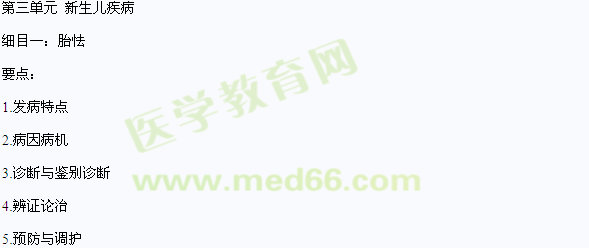 第三单元 新生儿疾病
细目一：胎怯
要点：
1.发病特点
2.病因病机
3.诊断与鉴别诊断
4.辨证论治
5.预防与调护
医学教育网
www.med66.com